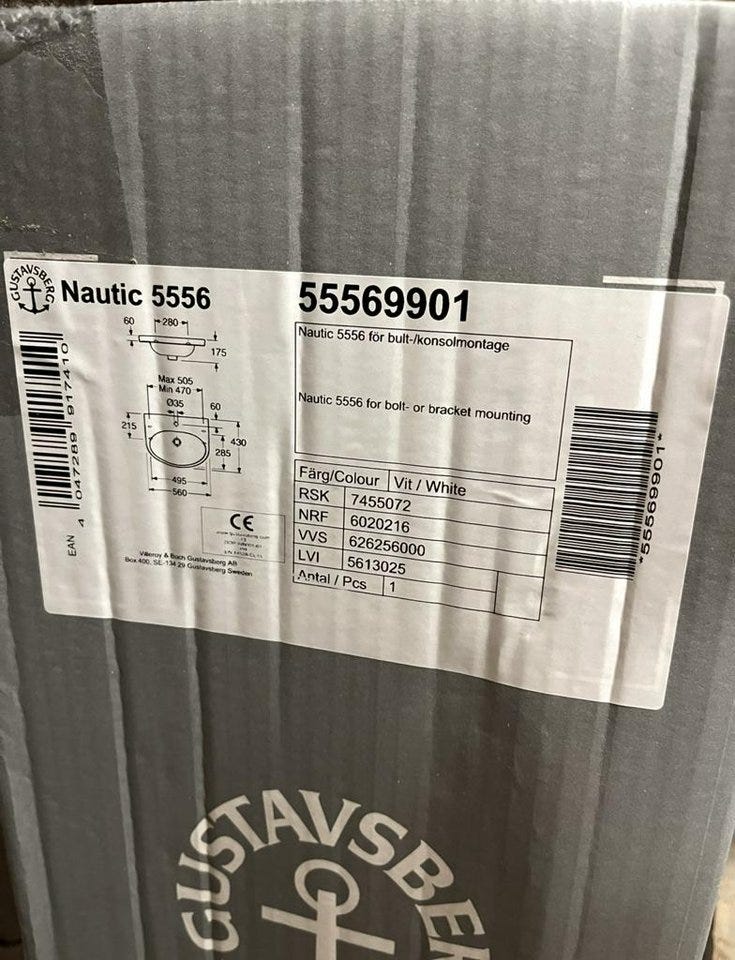 GUSTAVSBERG
Nautic 5556
55569901
Nautic 5556 för bult-/konsolmontage
Nautic 5556 for bolt- or bracket mounting
60
280
175
Max 505
Min 470
Ø35
60
215
430
285
495
560
Färg/Colour Vit / White
RSK 7455072
NRF 6020216
VVS 626256000
LVI 5613025
Antal / Pcs 1
EAN 4 047289 917410
CE
Villeroy & Boch Gustavsberg AB
Box 400, SE-134 29 Gustavsberg Sweden
*55569901*
GUSTAVSBER